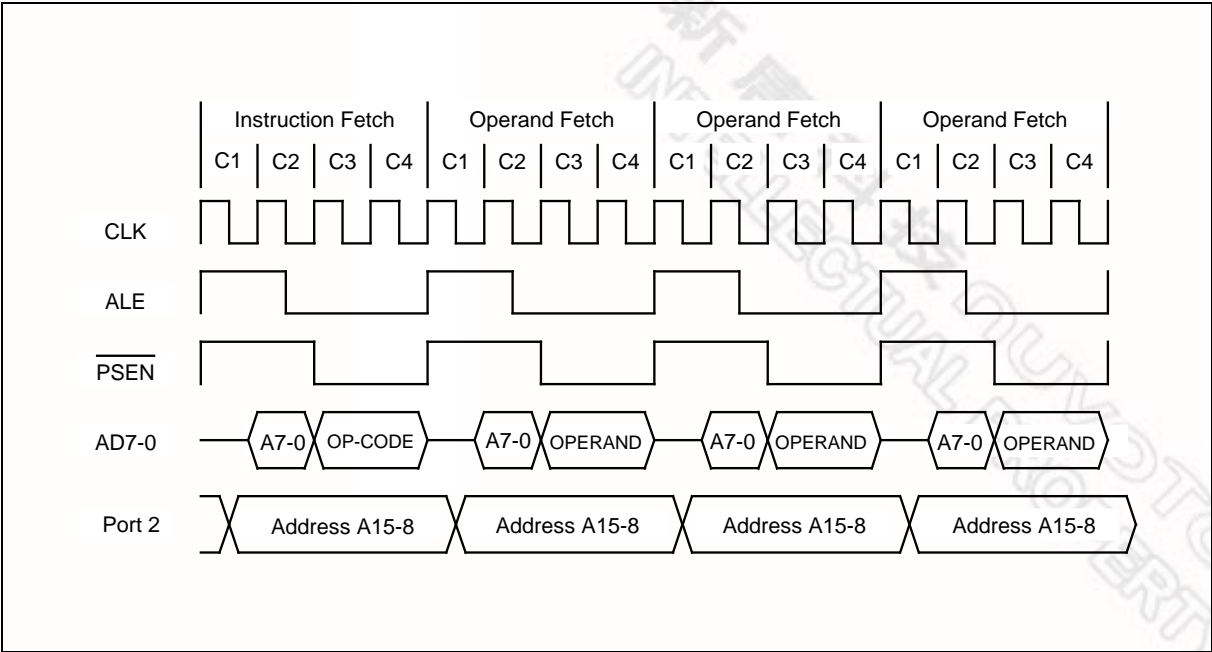 Instruction Fetch Operand Fetch Operand Fetch Operand Fetch
C1 C2 C3 C4 C1 C2 C3 C4 C1 C2 C3 C4 C1 C2 C3 C4
CLK
ALE
PSEN
AD7-0 A7-0 OP-CODE A7-0 OPERAND A7-0 OPERAND A7-0 OPERAND
Port 2 Address A15-8 Address A15-8 Address A15-8 Address A15-8